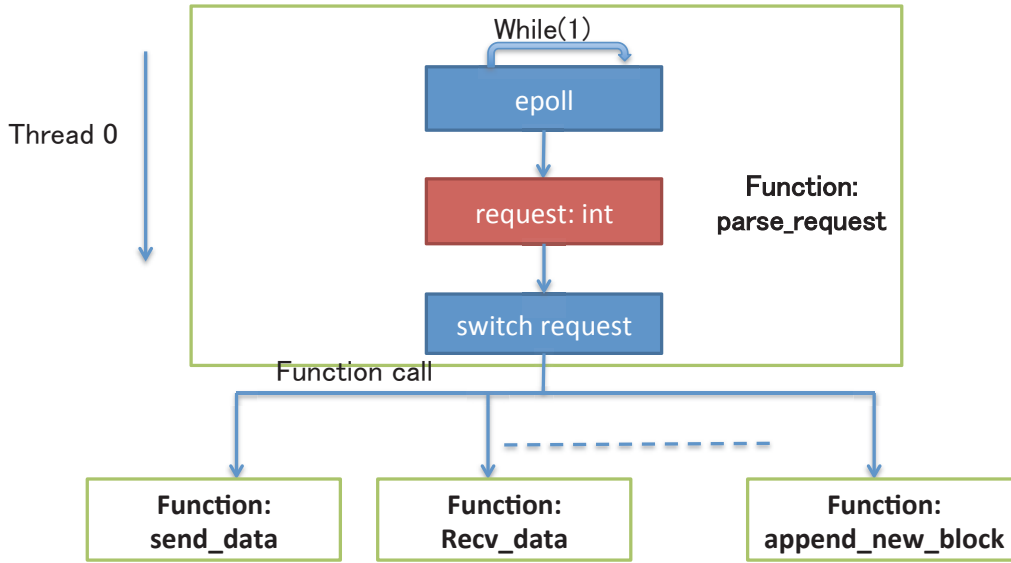 While(1)
epoll
Thread 0
request: int
Function:
parse_request
switch request
Function call
Function:
send_data
Function:
Recv_data
Function:
append_new_block